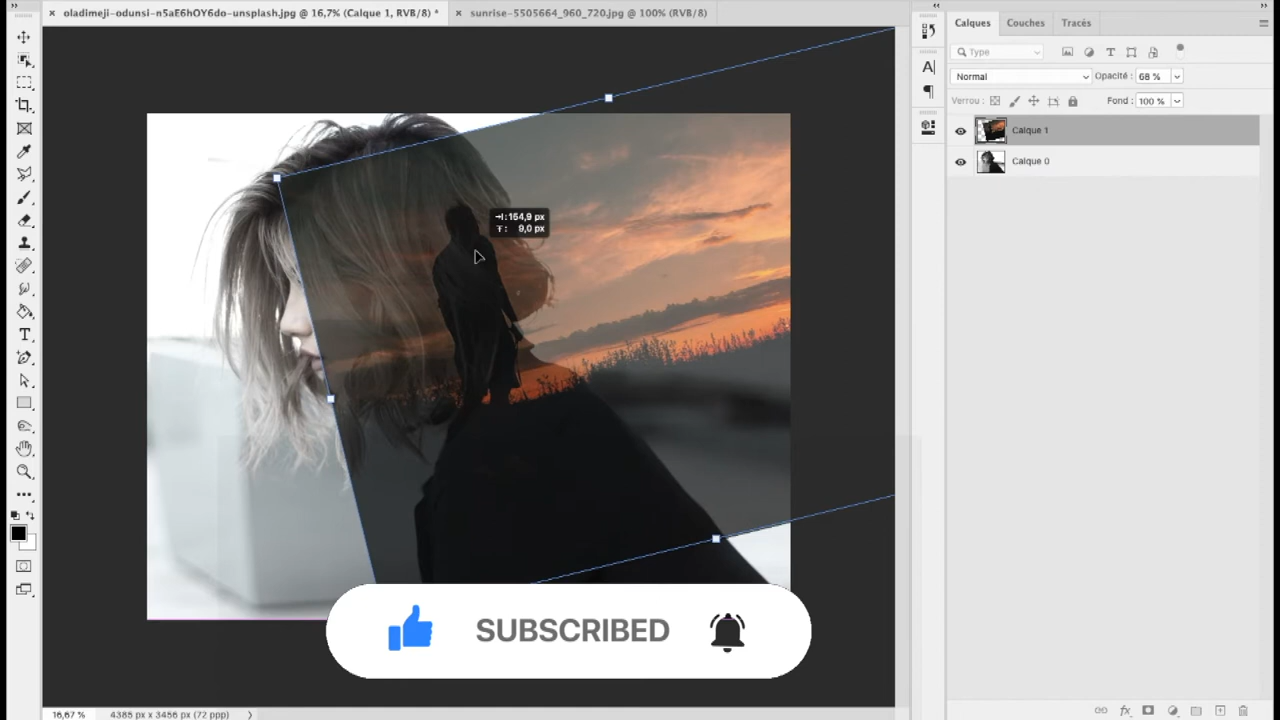 oladimeji-odunsi-n5aE6hOY6do-unsplash.jpg @ 16,7% (Calque 1, RVB/8) *
sunrise-5505664_960_720.jpg @ 100% (RVB/8)
Calques
Couches
Tracés
Type
Normal
Opacité :
68 %
Verrou :
Fond :
100 %
Calque 1
Calque 0
→I: 154,9 px
9,0 px
SUBSCRIBED
16,67 %
4385 px x 3456 px (72 ppp)